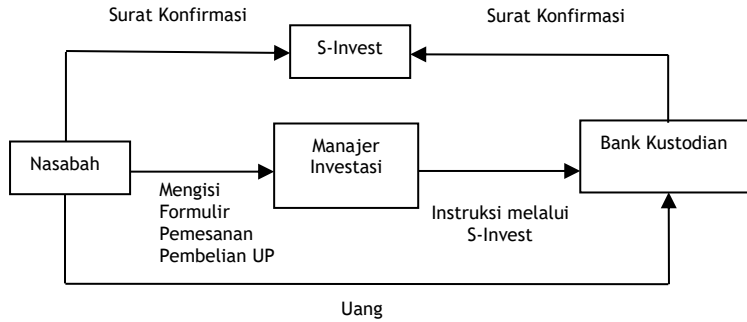 Surat Konfirmasi
Surat Konfirmasi
S-Invest
Nasabah
Manajer
Investasi
Bank Kustodian
Mengisi
Formulir
Pemesanan
Pembelian UP
Instruksi melalui
S-Invest
Uang